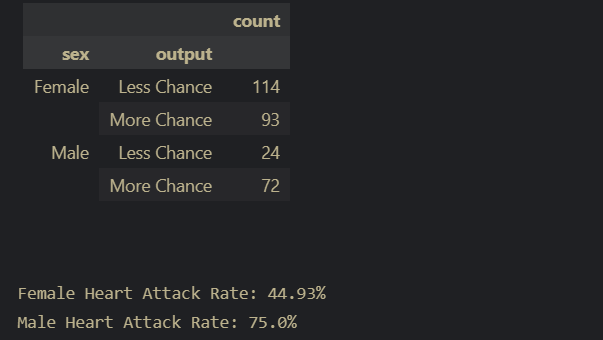 count
sex output
Female Less Chance 114
More Chance 93
Male Less Chance 24
More Chance 72
Female Heart Attack Rate: 44.93%
Male Heart Attack Rate: 75.0%